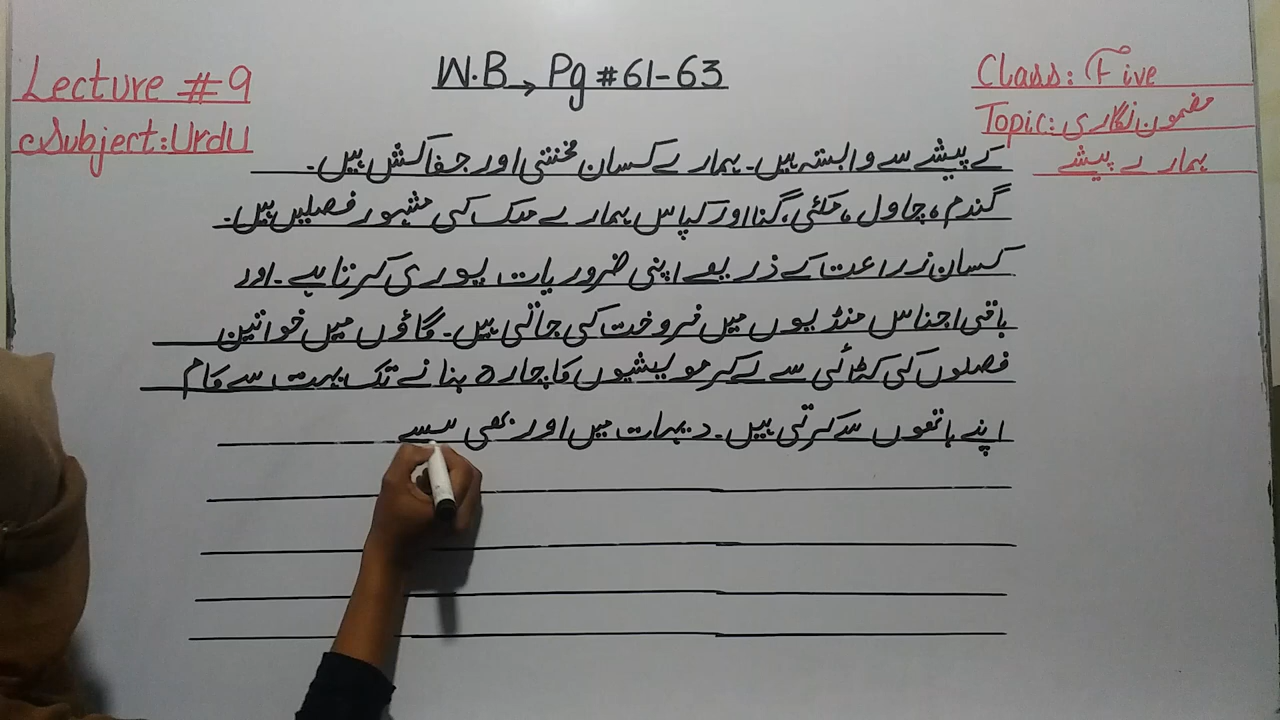 Lecture #9
Subject: Urdu
W.B → Pg #61-63
Class: Five
Topic: مضمون نگاری
ہمارے پیشے
کے پیشے سے وابستہ ہیں۔ ہمارے کسان محنتی اور جفاکش ہیں۔
گندم، چاول، مکئی، گنا اور کپاس ہمارے ملک کی مشہور فصلیں ہیں۔
کسان زراعت کے ذریعے اپنی ضروریات پوری کرتا ہے۔ اور
باقی اجناس منڈیوں میں فروخت کی جاتی ہیں۔ گاؤں میں خواتین
فصلوں کی کٹائی سے لے کر مویشیوں کا چارہ بنانے تک بہت سے کام
اپنے ہاتھوں سے کرتی ہیں۔ دیہات میں اور بھی